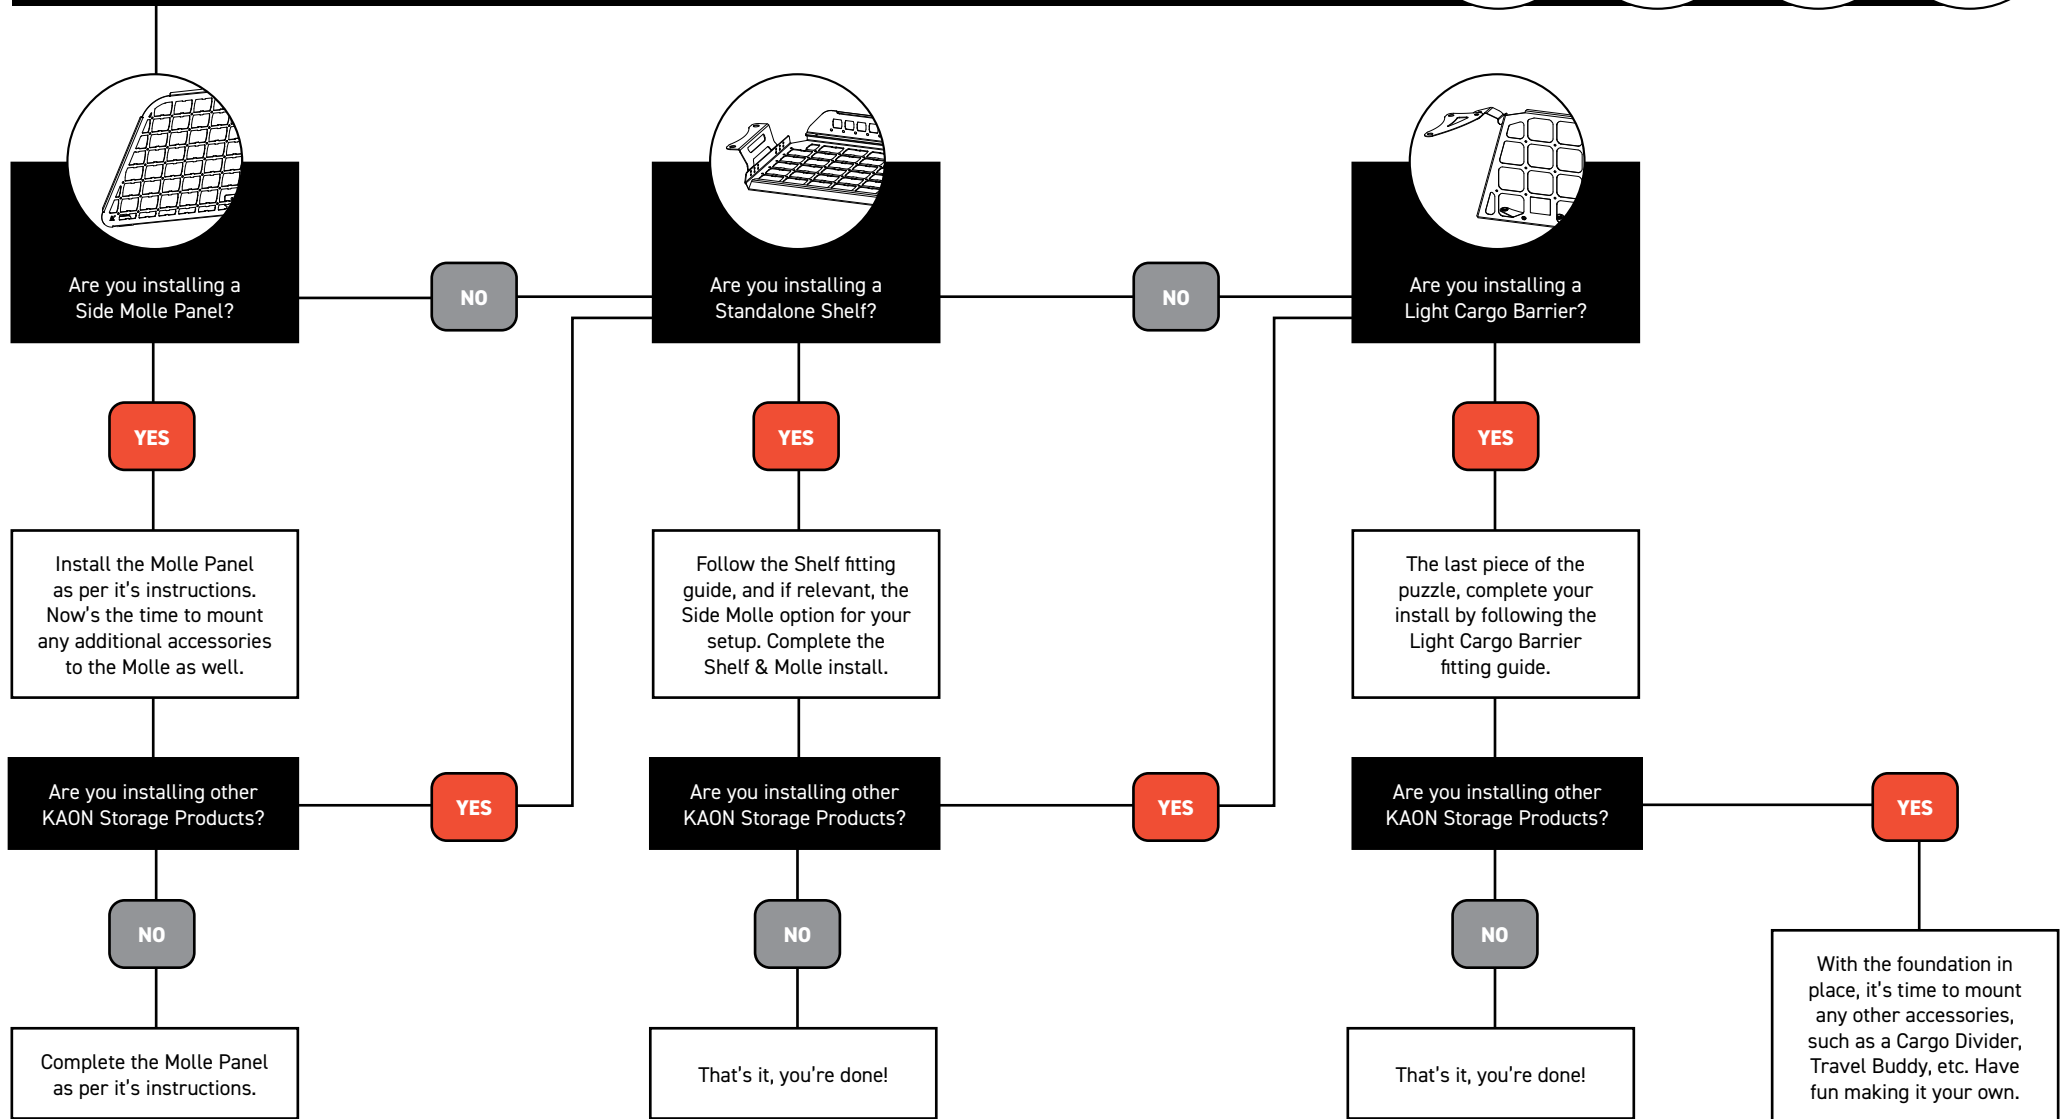 Are you installing a
Side Molle Panel?
NO
Are you installing a
Standalone Shelf?
NO
Are you installing a
Light Cargo Barrier?
YES
YES
YES
Install the Molle Panel
as per it's instructions.
Now's the time to mount
any additional accessories
to the Molle as well.
Follow the Shelf fitting
guide, and if relevant, the
Side Molle option for your
setup. Complete the
Shelf & Molle install.
The last piece of the
puzzle, complete your
install by following the
Light Cargo Barrier
fitting guide.
Are you installing other
KAON Storage Products?
YES
Are you installing other
KAON Storage Products?
YES
Are you installing other
KAON Storage Products?
YES
NO
NO
NO
Complete the Molle Panel
as per it's instructions.
That's it, you're done!
That's it, you're done!
With the foundation in
place, it's time to mount
any other accessories,
such as a Cargo Divider,
Travel Buddy, etc. Have
fun making it your own.